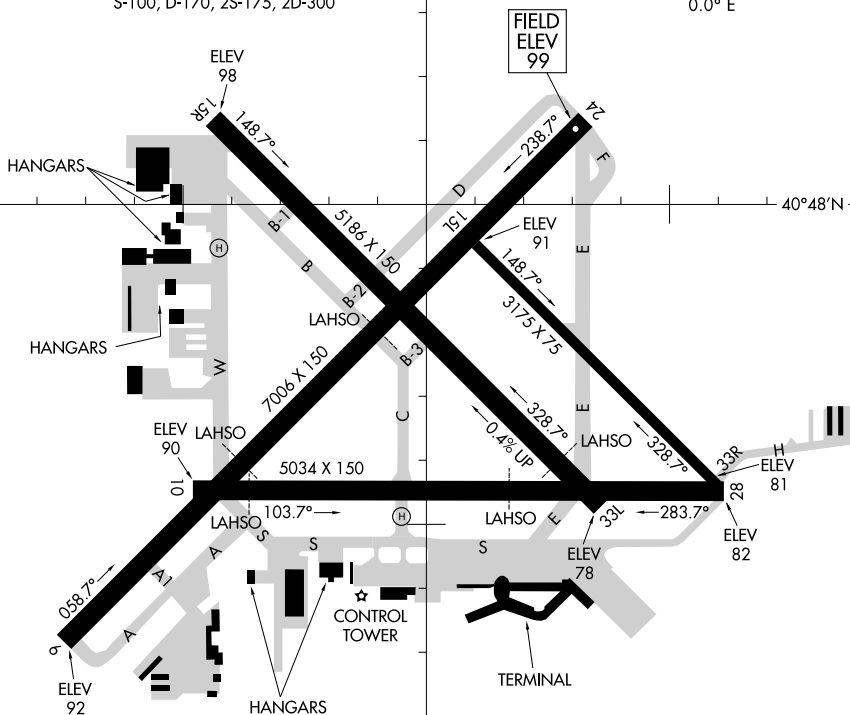 S-100, D-170, 2S-175, 2D-300
0.0° E
FIELD
ELEV
99
ELEV
98
15R
148.7°
24
238.7°
F
HANGARS
D
40°48'N
B-1
5186 X 150
15L
ELEV
91
H
B
E
148.7°
B-2
3175 X 75
LAHSO
HANGARS
B-3
W
7006 X 150
C
328.7°
E
0.4% UP
ELEV
90
LAHSO
LAHSO
328.7°
33R
H
5034 X 150
ELEV
81
10
28
103.7°
H
LAHSO
LAHSO
E
33L
283.7°
S
A
S
S
ELEV
82
ELEV
78
058.7°
A1
CONTROL
TOWER
A
6
TERMINAL
ELEV
92
HANGARS